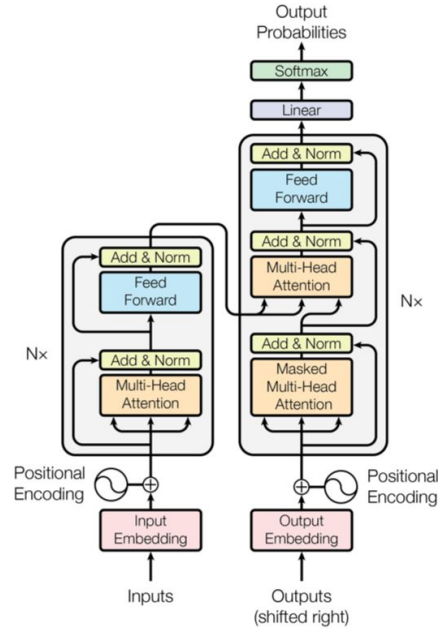 Output
Probabilities
Softmax
Linear
Add & Norm
Feed
Forward
Add & Norm
Multi-Head
Attention
Add & Norm
Masked
Multi-Head
Attention
Nx
Add & Norm
Feed
Forward
Add & Norm
Multi-Head
Attention
Nx
Positional
Encoding
Input
Embedding
Inputs
Positional
Encoding
Output
Embedding
Outputs
(shifted right)